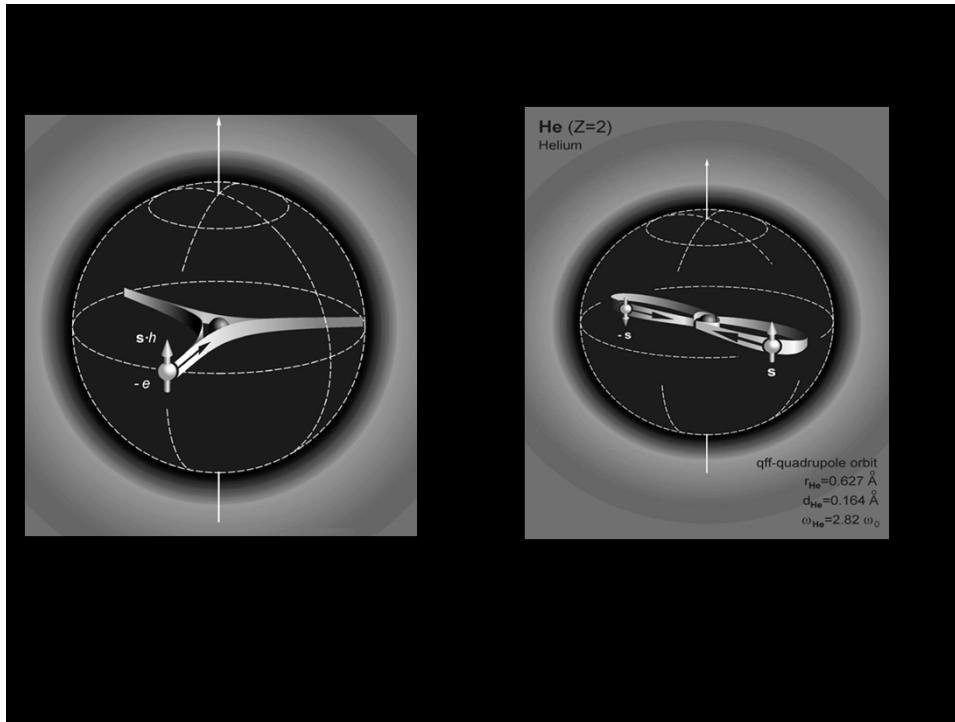 s·h
-e
He (Z=2)
Helium
-s
s
qff-quadrupole orbit
rHe=0.627 Å
dHe=0.164 Å
ωHe=2.82 ω0